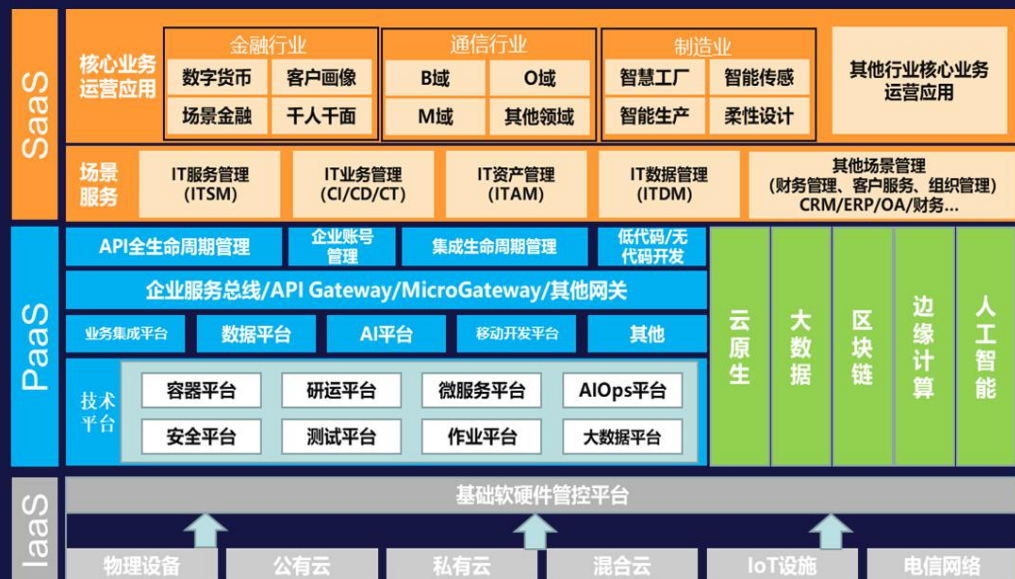 SaaS
核心业务
运营应用
金融行业
数字货币
客户画像
场景金融
千人千面
通信行业
B域
O域
M域
其他领域
制造业
智慧工厂
智能传感
智能生产
柔性设计
其他行业核心业务
运营应用
场景
服务
IT服务管理
(ITSM)
IT业务管理
(CI/CD/CT)
IT资产管理
(ITAM)
IT数据管理
(ITDM)
其他场景管理
(财务管理、客户服务、组织管理)
CRM/ERP/OA/财务...
PaaS
API全生命周期管理
企业账号
管理
集成生命周期管理
低代码/无
代码开发
企业服务总线/API Gateway/MicroGateway/其他网关
业务集成平台
数据平台
AI平台
移动开发平台
其他
技术
平台
容器平台
研运平台
微服务平台
AIOps平台
安全平台
测试平台
作业平台
大数据平台
云原生
大数据
区块链
边缘计算
人工智能
IaaS
基础软硬件管控平台
物理设备
公有云
私有云
混合云
IoT设施
电信网络